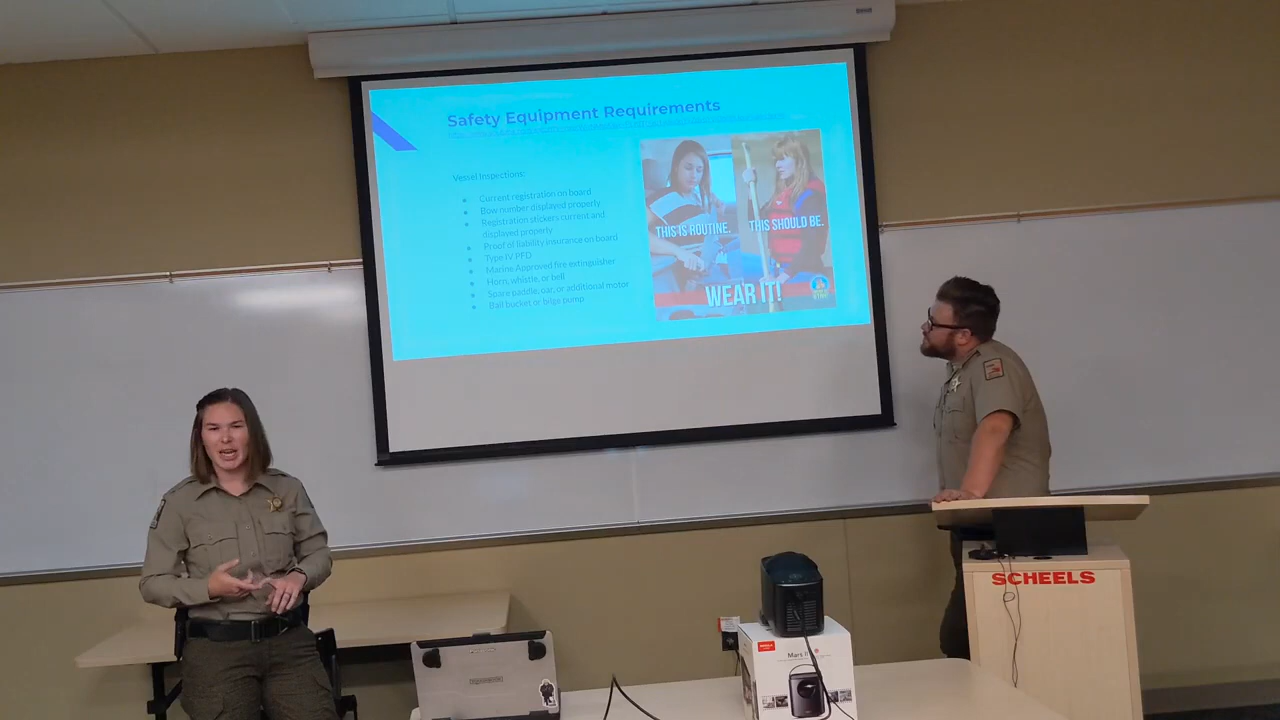 Safety Equipment Requirements
Vessel Inspections:
Current registration on board
Bow number displayed properly
Registration stickers current and
displayed properly
Proof of liability insurance on board
Type IV PFD
Marine Approved fire extinguisher
Horn, whistle, or bell
Spare paddle, oar, or additional motor
Bail bucket or bilge pump
THIS IS ROUTINE.
THIS SHOULD BE.
WEAR IT!
SCHEELS
Mars II